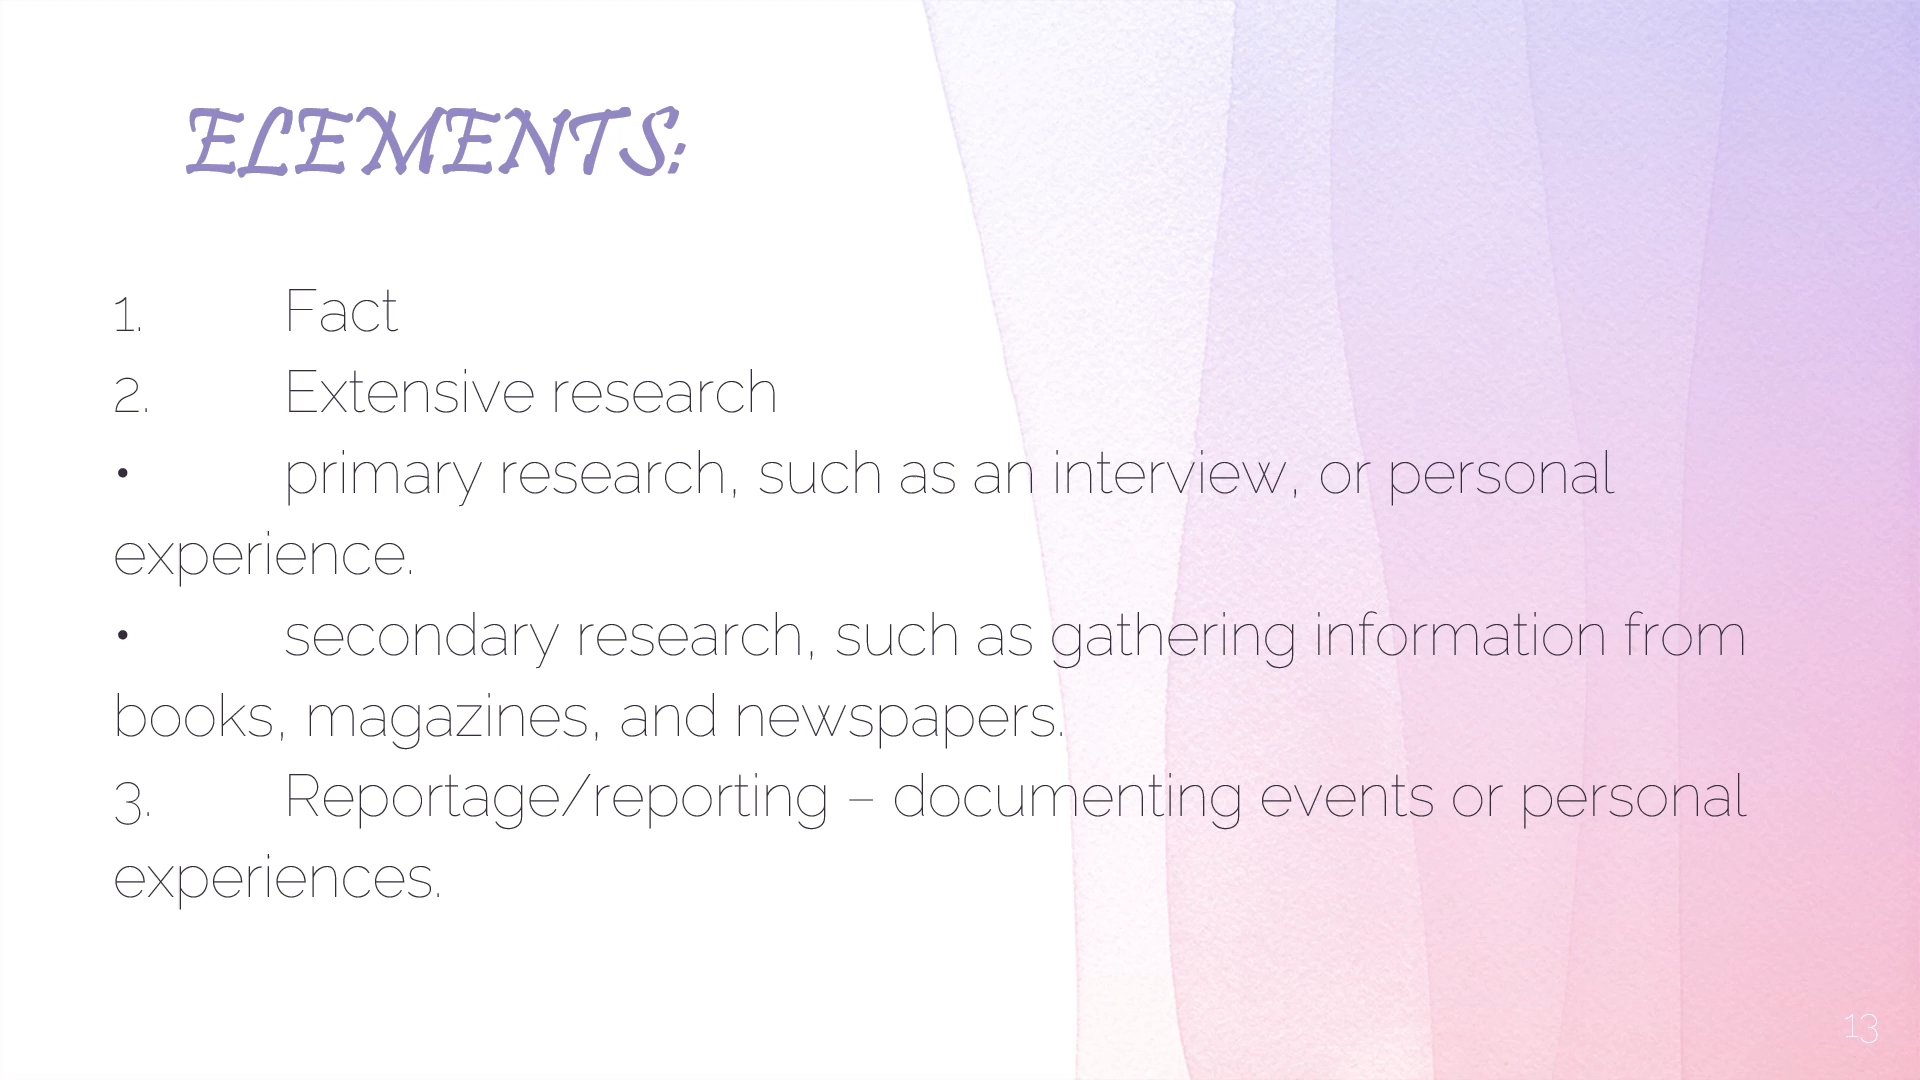 ELEMENTS:
1. Fact
2. Extensive research
• primary research, such as an interview, or personal
experience.
• secondary research, such as gathering information from
books, magazines, and newspapers.
3. Reportage/reporting – documenting events or personal
experiences.
13